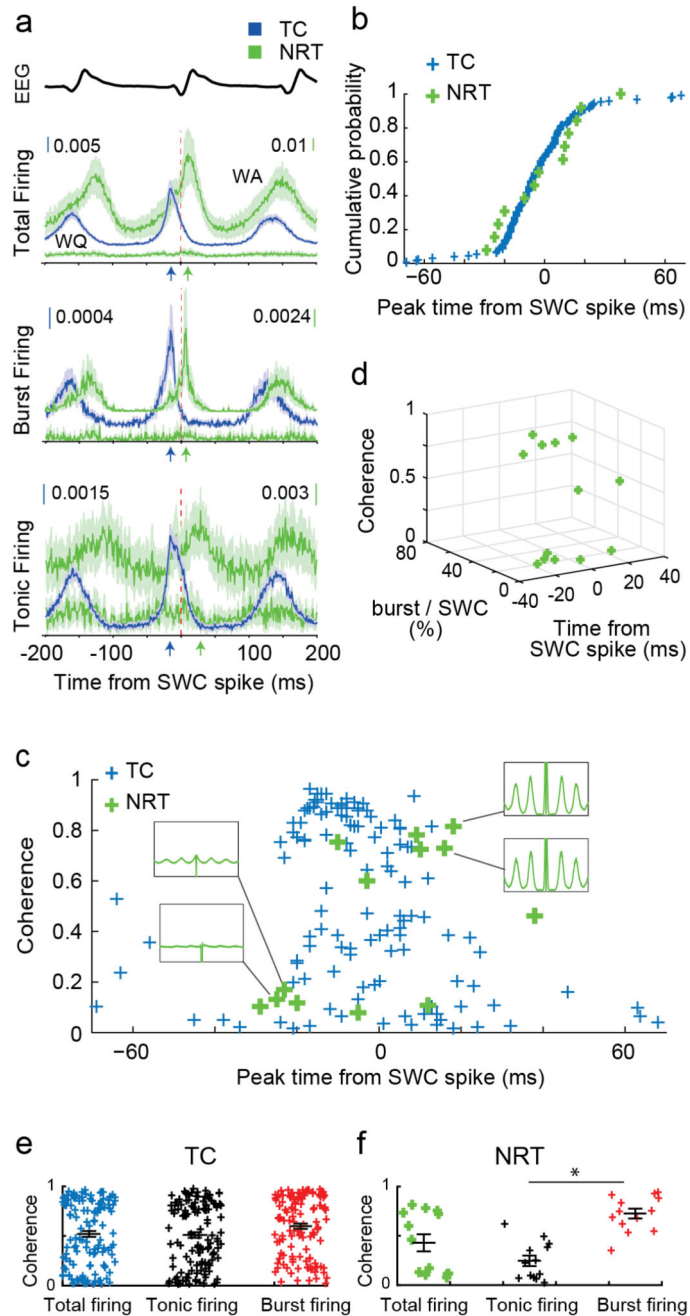 a
TC
NRT
EEG
Total Firing
0.005
0.01
WA
WQ
Burst Firing
0.0004
0.0024
Tonic Firing
0.0015
0.003
-200 -100 0 100 200
Time from SWC spike (ms)
b
TC
NRT
Cumulative probability
1
0.8
0.6
0.4
0.2
0
-60 0 60
Peak time from SWC spike (ms)
d
Coherence
1
0.5
0
80
40
0
burst / SWC
(%)
-40 -20 0 20 40
Time from
SWC spike (ms)
c
TC
NRT
Coherence
1
0.8
0.6
0.4
0.2
0
−60 0 60
Peak time from SWC spike (ms)
e
TC
Coherence
1
0
Total firing Tonic firing Burst firing
f
NRT
*
Coherence
1
0
Total firing Tonic firing Burst firing